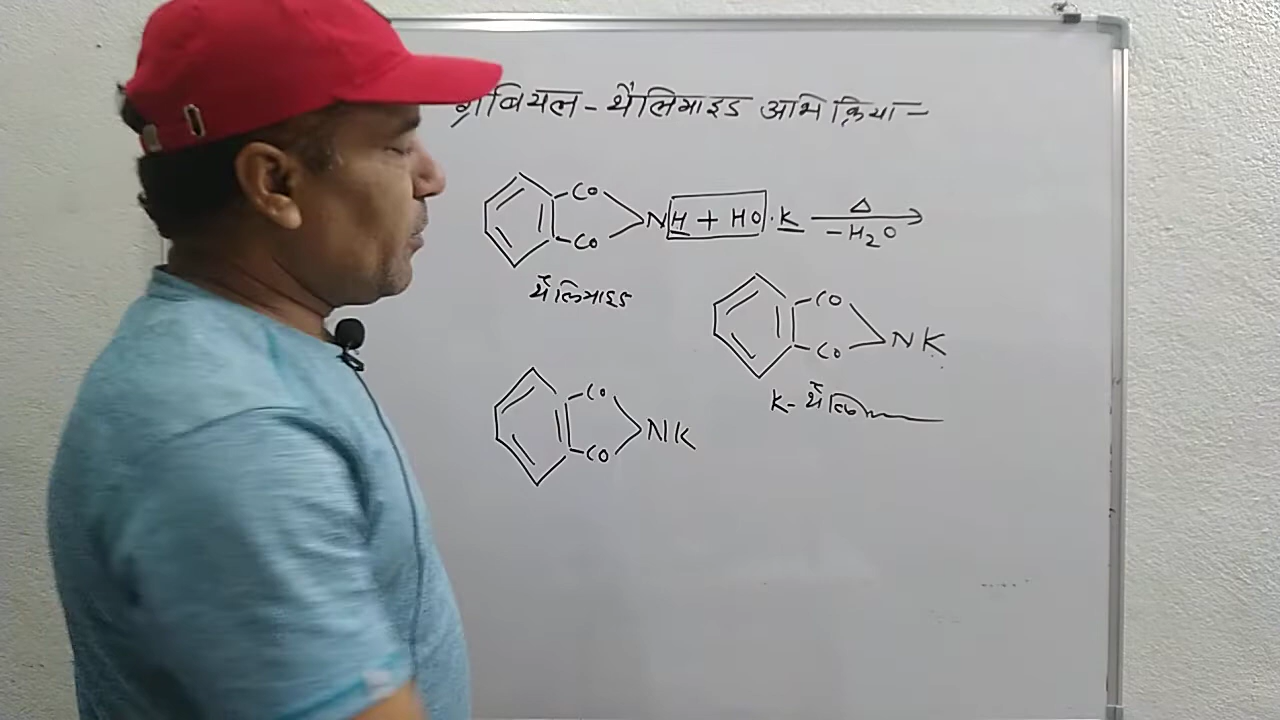 ग्रेबियल - थैलिमाइड अभिक्रिया -
CO
NH + HO · K
Δ
- H₂O
CO
थैलिमाइड
CO
NK
CO
K-
CO
NK
CO